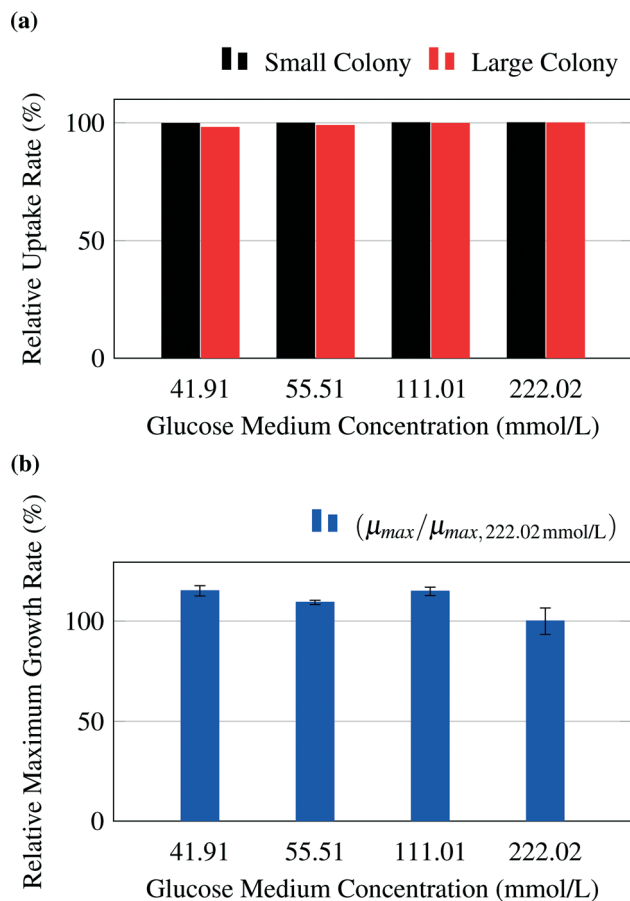 (a)
Small Colony Large Colony
Relative Uptake Rate (%)
100
50
0
41.91 55.51 111.01 222.02
Glucose Medium Concentration (mmol/L)
(b)
(μmax/μmax, 222.02 mmol/L)
Relative Maximum Growth Rate (%)
100
50
0
41.91 55.51 111.01 222.02
Glucose Medium Concentration (mmol/L)